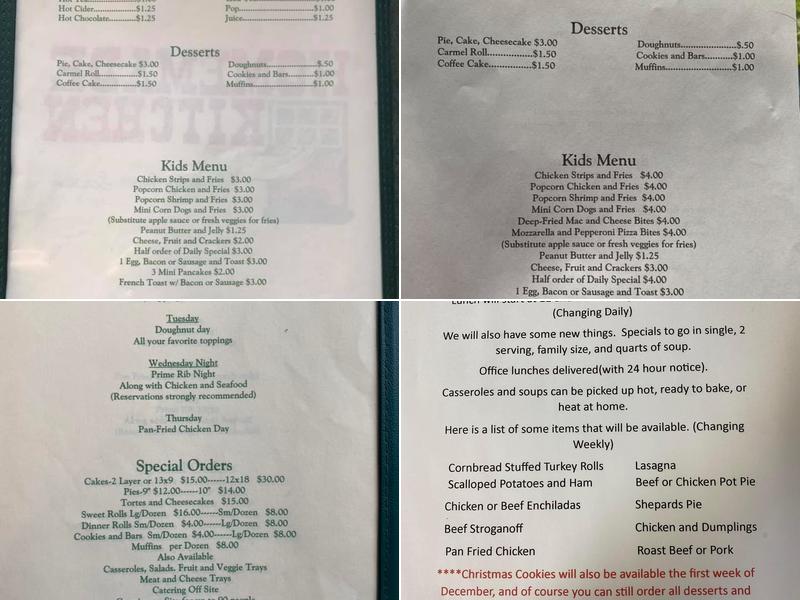 Hot Cider................$1.25
Pop........................$1.00
Hot Chocolate.........$1.25
Juice.......................$1.25
Desserts
Pie, Cake, Cheesecake $3.00
Doughnuts.......................$.50
Carmel Roll..............$1.50
Cookies and Bars..........$1.00
Coffee Cake..............$1.50
Muffins..........................$1.00
HOMEMADE
KITCHEN
Kids Menu
Chicken Strips and Fries $3.00
Popcorn Chicken and Fries $3.00
Popcorn Shrimp and Fries $3.00
Mini Corn Dogs and Fries $3.00
(Substitute apple sauce or fresh veggies for fries)
Peanut Butter and Jelly $1.25
Cheese, Fruit and Crackers $2.00
Half order of Daily Special $3.00
1 Egg, Bacon or Sausage and Toast $3.00
3 Mini Pancakes $2.00
French Toast w/ Bacon or Sausage $3.00
Desserts
Pie, Cake, Cheesecake $3.00
Doughnuts.......................$.50
Carmel Roll..............$1.50
Cookies and Bars..........$1.00
Coffee Cake.................$1.50
Muffins..........................$1.00
Kids Menu
Chicken Strips and Fries $4.00
Popcorn Chicken and Fries $4.00
Popcorn Shrimp and Fries $4.00
Mini Corn Dogs and Fries $4.00
Deep-Fried Mac and Cheese Bites $4.00
Mozzarella and Pepperoni Pizza Bites $4.00
(Substitute apple sauce or fresh veggies for fries)
Peanut Butter and Jelly $1.25
Cheese, Fruit and Crackers $3.00
Half order of Daily Special $4.00
1 Egg, Bacon or Sausage and Toast $3.00
Tuesday
Doughnut day
All your favorite toppings
Wednesday Night
Prime Rib Night
Along with Chicken and Seafood
(Reservations strongly recommended)
Thursday
Pan-Fried Chicken Day
Special Orders
Cakes-2 Layer or 13x9 $15.00------12x18 $30.00
Pies-9" $12.00------10" $14.00
Tortes and Cheesecakes $15.00
Sweet Rolls Lg/Dozen $16.00------Sm/Dozen $8.00
Dinner Rolls Sm/Dozen $4.00------Lg/Dozen $8.00
Cookies and Bars Sm/Dozen $4.00------Lg/Dozen $8.00
Muffins per Dozen $8.00
Also Available
Casseroles, Salads. Fruit and Veggie Trays
Meat and Cheese Trays
Catering Off Site
Lunch will start at
(Changing Daily)
We will also have some new things. Specials to go in single, 2
serving, family size, and quarts of soup.
Office lunches delivered(with 24 hour notice).
Casseroles and soups can be picked up hot, ready to bake, or
heat at home.
Here is a list of some items that will be available. (Changing
Weekly)
Cornbread Stuffed Turkey Rolls
Lasagna
Scalloped Potatoes and Ham
Beef or Chicken Pot Pie
Chicken or Beef Enchiladas
Shepards Pie
Beef Stroganoff
Chicken and Dumplings
Pan Fried Chicken
Roast Beef or Pork
****Christmas Cookies will also be available the first week of
December, and of course you can still order all desserts and